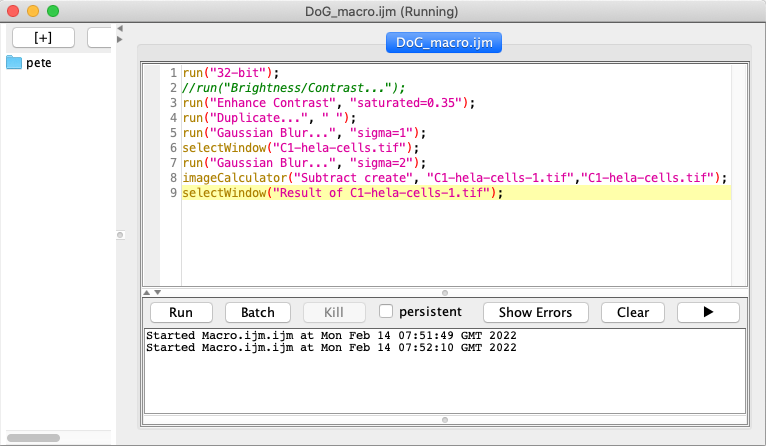 DoG_macro.ijm (Running)
[+]
pete
DoG_macro.ijm
1 run("32-bit");
2 //run("Brightness/Contrast...");
3 run("Enhance Contrast", "saturated=0.35");
4 run("Duplicate...", " ");
5 run("Gaussian Blur...", "sigma=1");
6 selectWindow("C1-hela-cells.tif");
7 run("Gaussian Blur...", "sigma=2");
8 imageCalculator("Subtract create", "C1-hela-cells-1.tif","C1-hela-cells.tif");
9 selectWindow("Result of C1-hela-cells-1.tif");
Run Batch Kill persistent Show Errors Clear
Started Macro.ijm.ijm at Mon Feb 14 07:51:49 GMT 2022
Started Macro.ijm.ijm at Mon Feb 14 07:52:10 GMT 2022